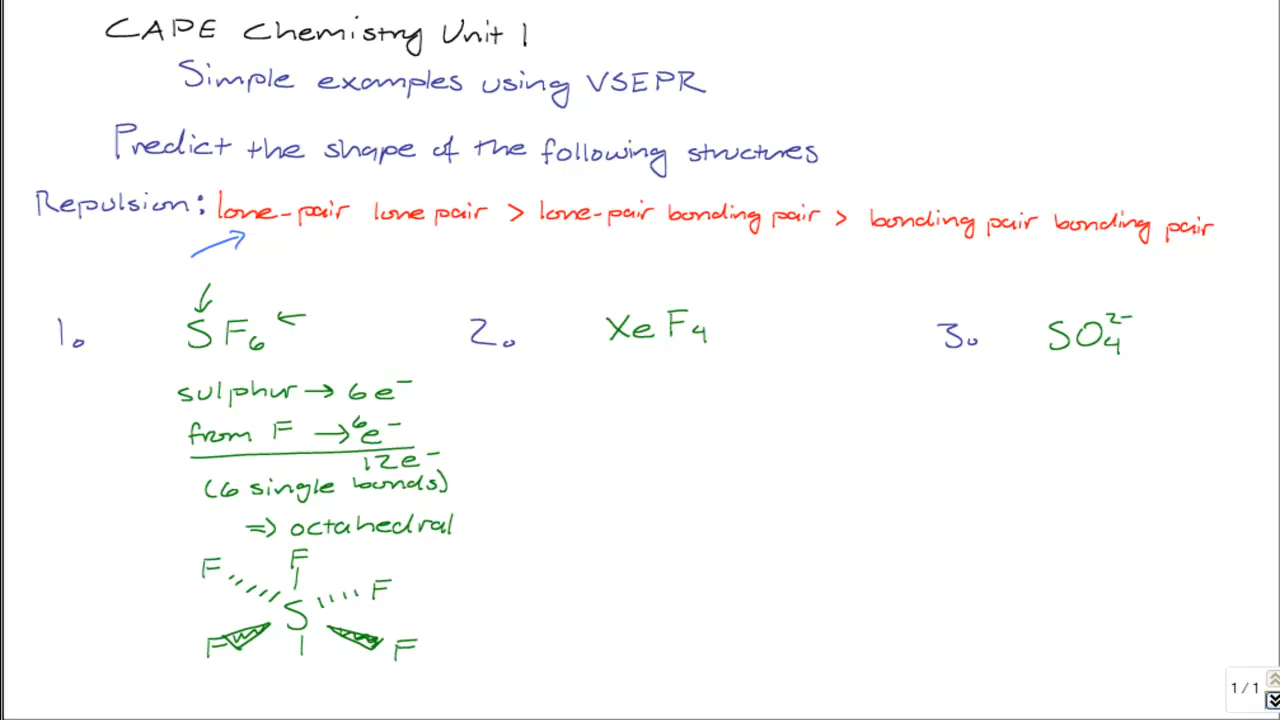 CAPE Chemistry Unit 1
Simple examples using VSEPR
Predict the shape of the following structures
Repulsion: lone-pair lone pair > lone-pair bonding pair > bonding pair bonding pair
1. SF₆ ←
2. XeF₄
3. SO₄²⁻
sulphur → 6e⁻
from F → 6e⁻
12e⁻
(6 single bonds)
⇒ octahedral
F F
S F
F F
1/1